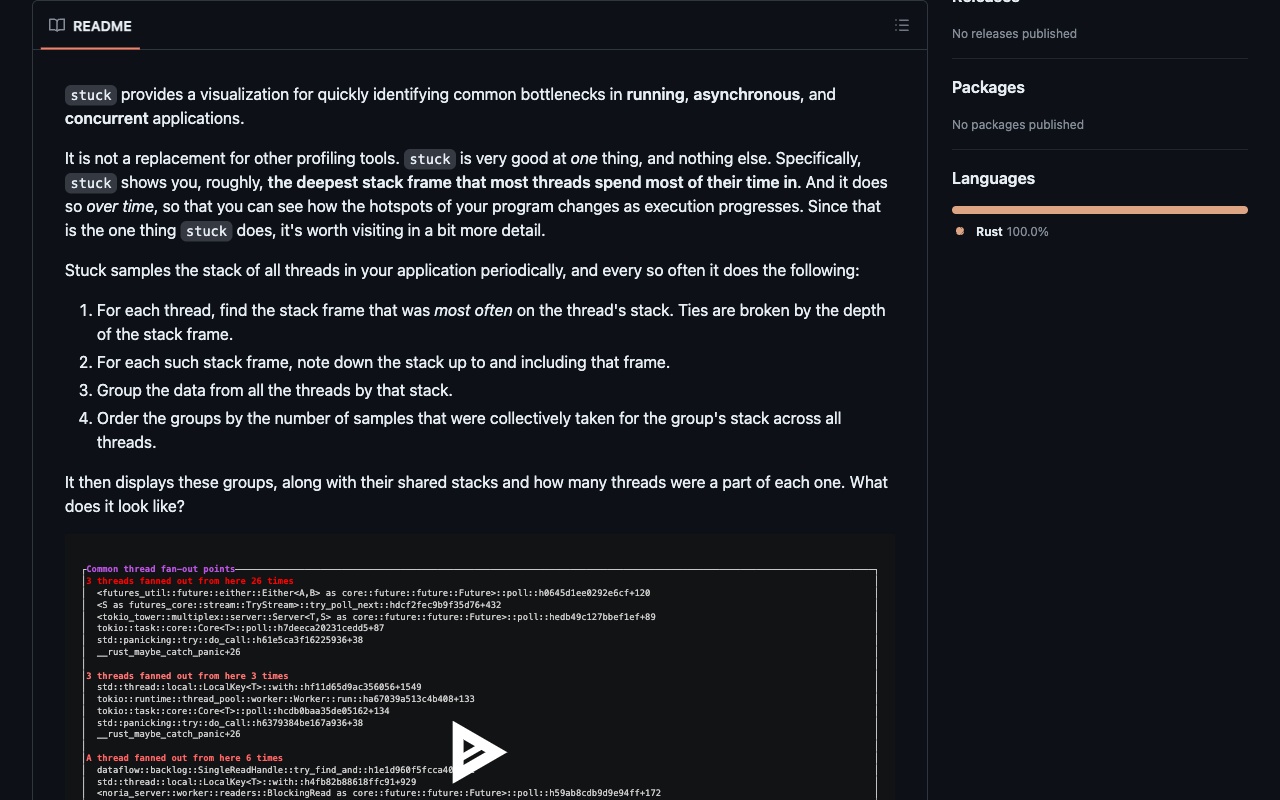 Releases
README
No releases published
Packages
No packages published
Languages
Rust 100.0%
stuck provides a visualization for quickly identifying common bottlenecks in running, asynchronous, and
concurrent applications.
It is not a replacement for other profiling tools. stuck is very good at one thing, and nothing else. Specifically,
stuck shows you, roughly, the deepest stack frame that most threads spend most of their time in. And it does
so over time, so that you can see how the hotspots of your program changes as execution progresses. Since that
is the one thing stuck does, it's worth visiting in a bit more detail.
Stuck samples the stack of all threads in your application periodically, and every so often it does the following:
1. For each thread, find the stack frame that was most often on the thread's stack. Ties are broken by the depth
of the stack frame.
2. For each such stack frame, note down the stack up to and including that frame.
3. Group the data from all the threads by that stack.
4. Order the groups by the number of samples that were collectively taken for the group's stack across all
threads.
It then displays these groups, along with their shared stacks and how many threads were a part of each one. What
does it look like?
Common thread fan-out points
3 threads fanned out from here 26 times
<futures_util::future::either::Either<A,B> as core::future::future::Future>::poll::h0645d1ee0292e6cf+120
<S as futures_core::stream::TryStream>::try_poll_next::hdcf2fec9b9f35d76+432
<tokio_tower::multiplex::server::Server<T,S> as core::future::future::Future>::poll::hedb49c127bbef1ef+89
tokio::task::core::Core<T>::poll::h7deeca20231cedd5+87
std::panicking::try::do_call::h61e5ca3f16225936+38
__rust_maybe_catch_panic+26
3 threads fanned out from here 3 times
std::thread::local::LocalKey<T>::with::hf11d65d9ac356056+1549
tokio::runtime::thread_pool::worker::Worker::run::ha67039a513c4b408+133
tokio::task::core::Core<T>::poll::hcdb0baa35de05162+134
std::panicking::try::do_call::h6379384be167a936+38
__rust_maybe_catch_panic+26
A thread fanned out from here 6 times
dataflow::backlog::SingleReadHandle::try_find_and::h1e1d960f5fcca40
std::thread::local::LocalKey<T>::with::h4fb82b88618ffc91+929
<noria_server::worker::readers::BlockingRead as core::future::future::Future>::poll::h59ab8cdb9d9e94ff+172